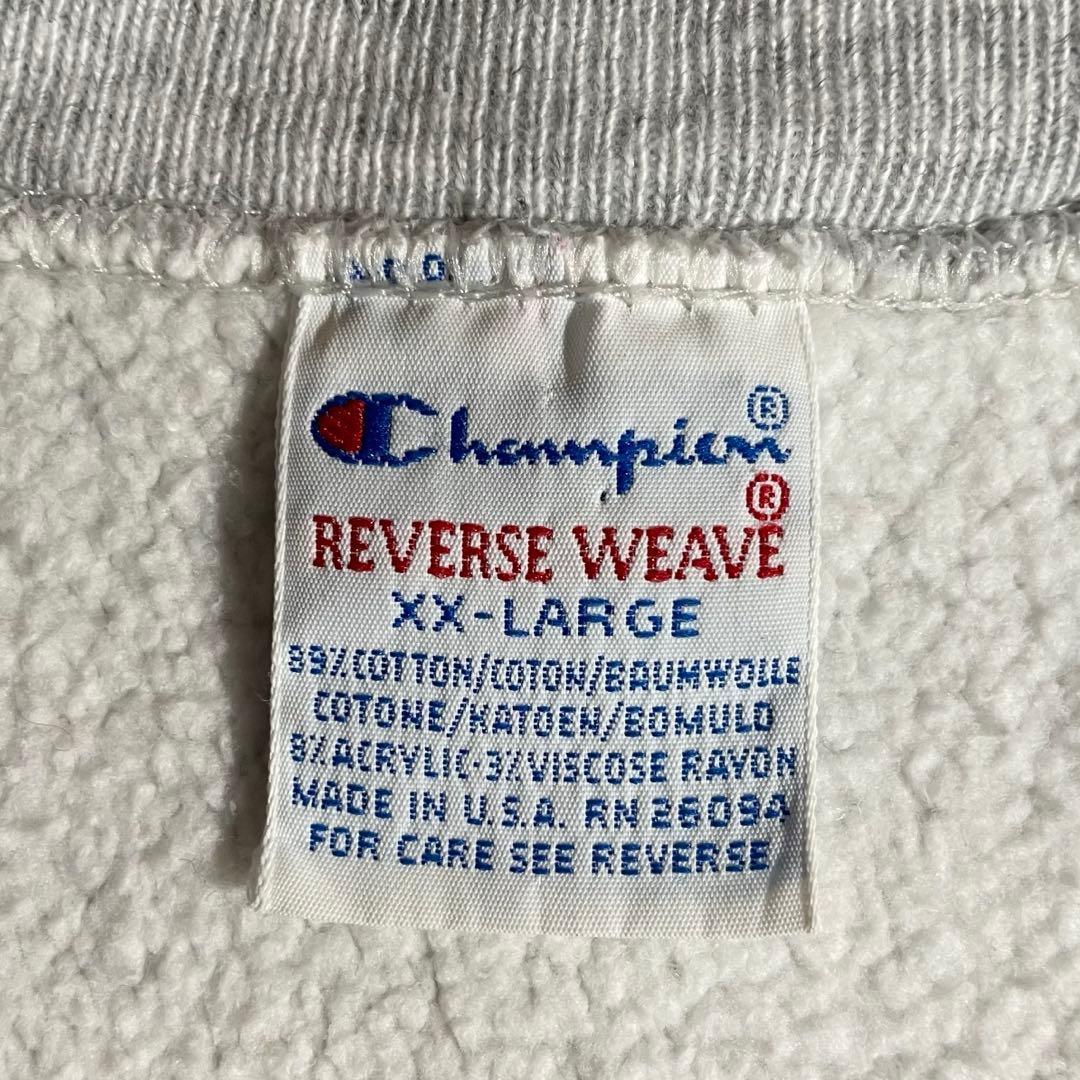 Champion®
REVERSE WEAVE®
XX-LARGE
89%COTTON/COTON/BAUMWOLLE
COTONE/KATOEN/BOMULD
8%ACRYLIC-3%VISCOSE RAYON
MADE IN U.S.A. RN 26094
FOR CARE SEE REVERSE